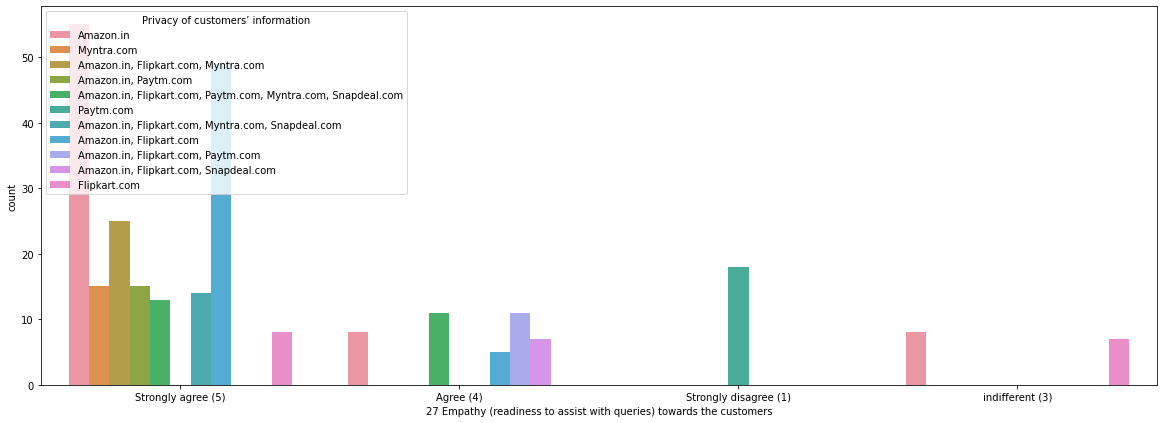 Privacy of customers’ information
Amazon.in
Myntra.com
Amazon.in, Flipkart.com, Myntra.com
Amazon.in, Paytm.com
Amazon.in, Flipkart.com, Paytm.com, Myntra.com, Snapdeal.com
Paytm.com
Amazon.in, Flipkart.com, Myntra.com, Snapdeal.com
Amazon.in, Flipkart.com
Amazon.in, Flipkart.com, Paytm.com
Amazon.in, Flipkart.com, Snapdeal.com
Flipkart.com
50
40
30
20
10
0
count
Strongly agree (5) Agree (4) Strongly disagree (1) indifferent (3)
27 Empathy (readiness to assist with queries) towards the customers